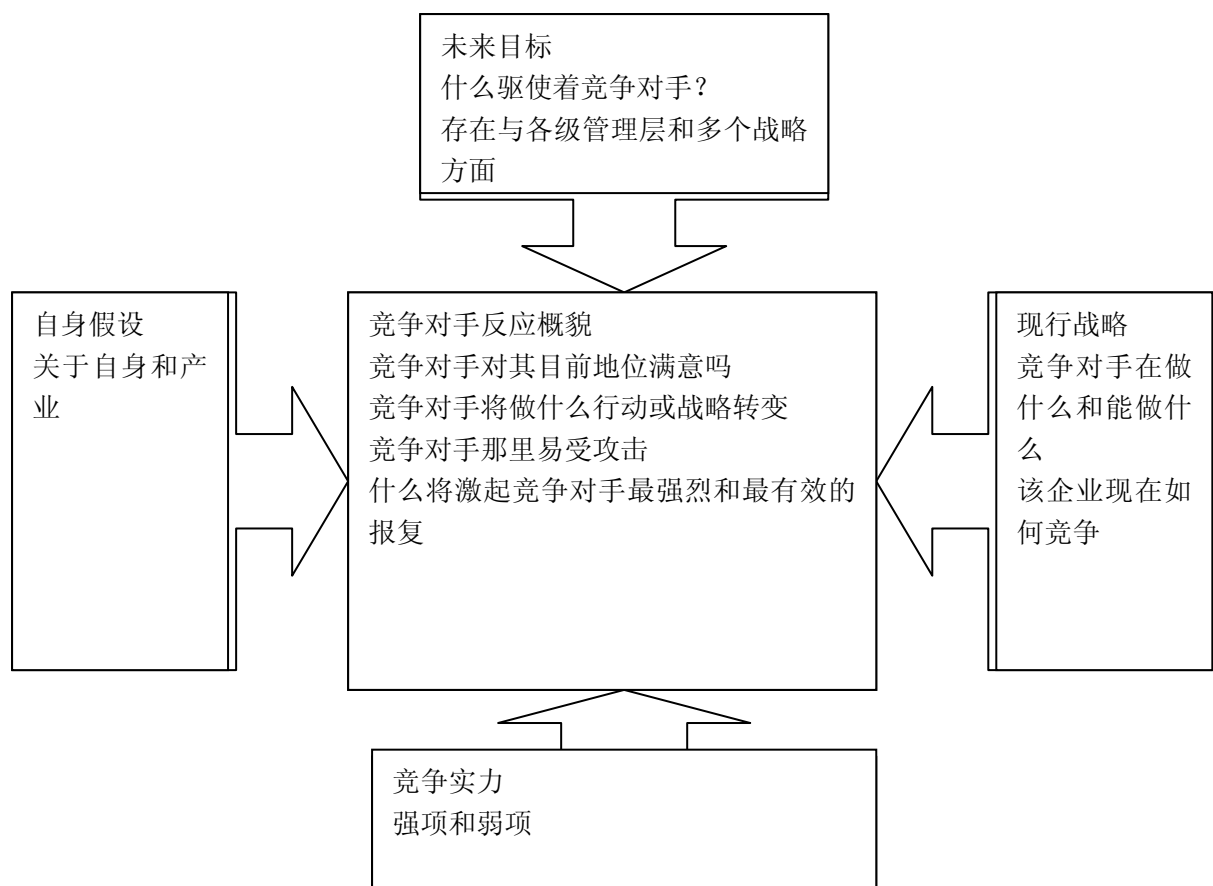 未来目标
什么驱使着竞争对手？
存在与各级管理层和多个战略
方面
自身假设
关于自身和产
业
竞争对手反应概貌
竞争对手对其目前地位满意吗
竞争对手将做什么行动或战略转变
竞争对手那里易受攻击
什么将激起竞争对手最强烈和最有效的
报复
现行战略
竞争对手在做
什么和能做什
么
该企业现在如
何竞争
竞争实力
强项和弱项